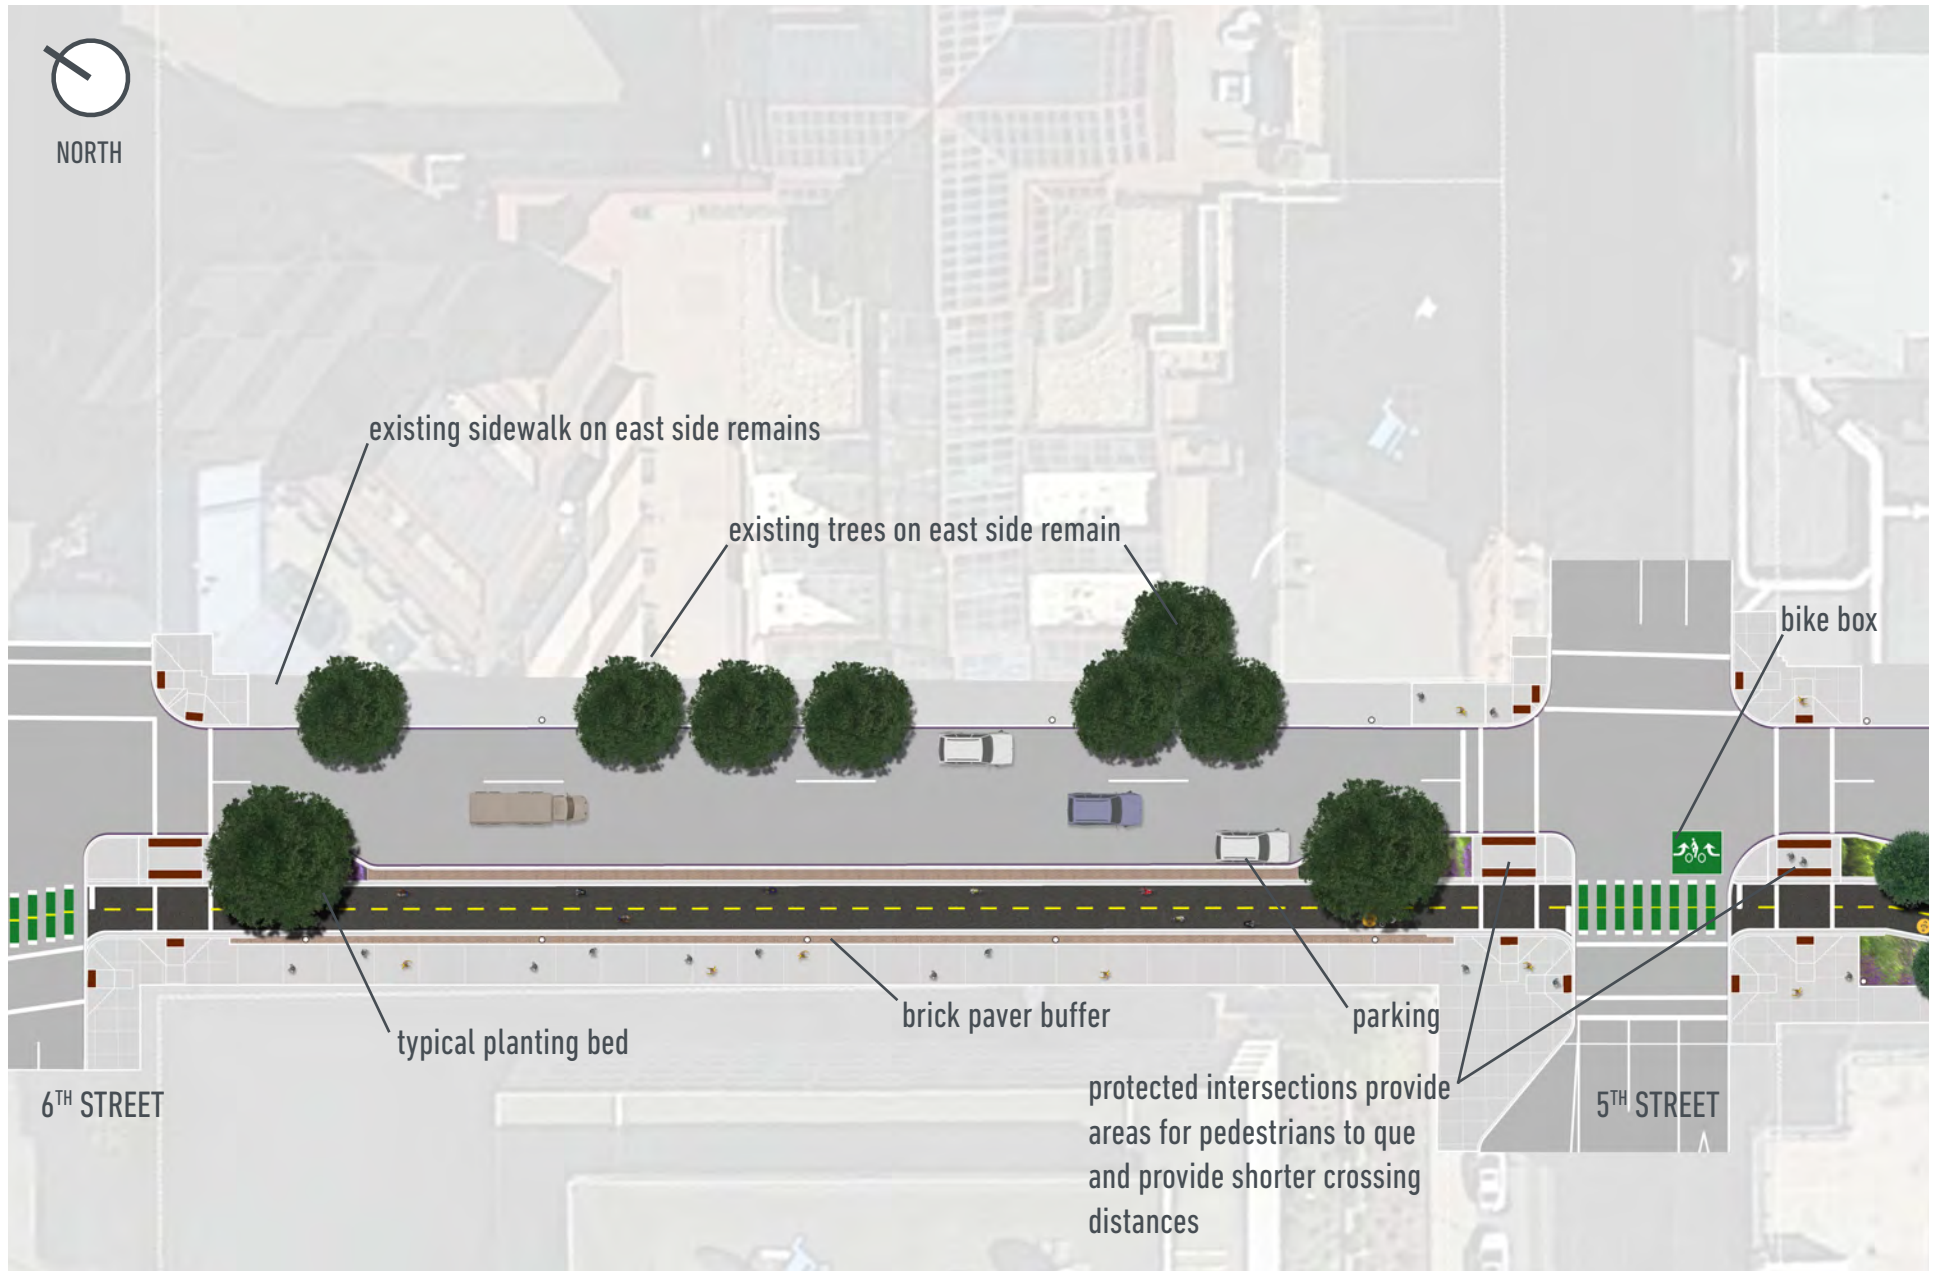 NORTH
existing sidewalk on east side remains
existing trees on east side remain
bike box
typical planting bed
brick paver buffer
parking
protected intersections provide
areas for pedestrians to que
and provide shorter crossing
distances
6TH STREET
5TH STREET